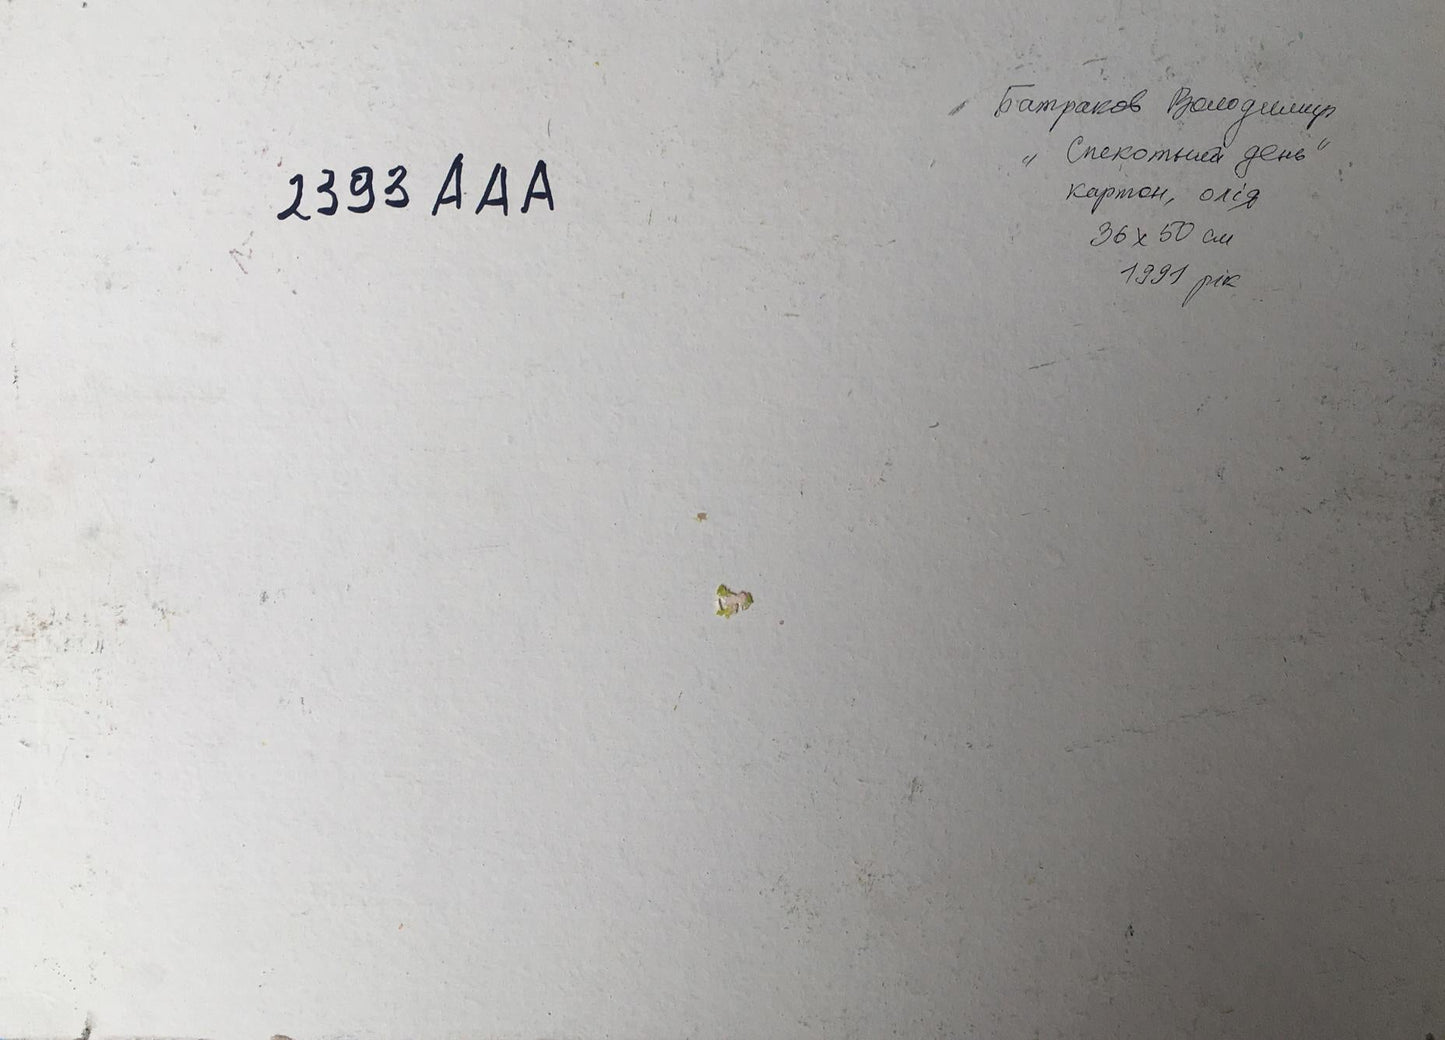 2393 AAA
Батраков Володимир
„ Спекотний день"
картон, олія
36 х 50 см
1991 рік